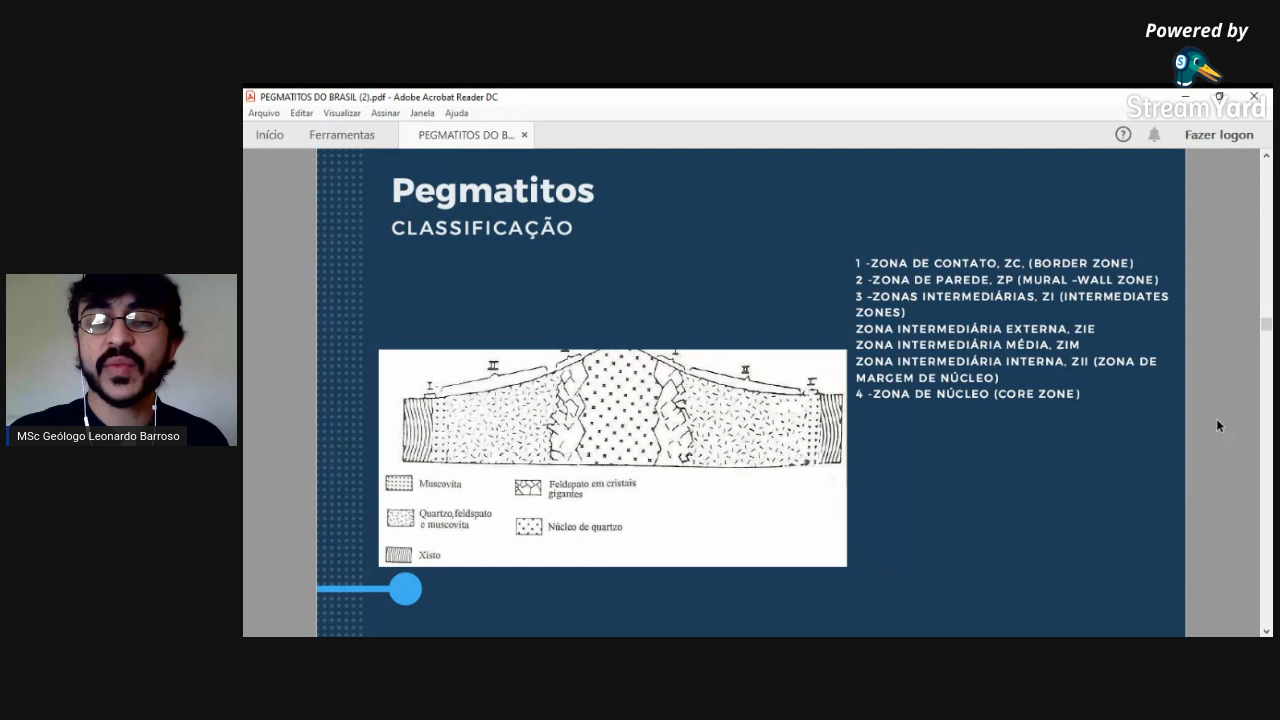 Powered by
StreamYard
PEGMATITOS DO BRASIL (2).pdf - Adobe Acrobat Reader DC
Arquivo Editar Visualizar Assinar Janela Ajuda
Início Ferramentas PEGMATITOS DO B... × Fazer logon
Pegmatitos
CLASSIFICAÇÃO
1 -ZONA DE CONTATO, ZC, (BORDER ZONE)
2 -ZONA DE PAREDE, ZP (MURAL -WALL ZONE)
3 -ZONAS INTERMEDIÁRIAS, ZI (INTERMEDIATES
ZONES)
ZONA INTERMEDIÁRIA EXTERNA, ZIE
ZONA INTERMEDIÁRIA MÉDIA, ZIM
ZONA INTERMEDIÁRIA INTERNA, ZII (ZONA DE
MARGEM DE NÚCLEO)
4 -ZONA DE NÚCLEO (CORE ZONE)
I II II I
Muscovita
Quartzo,feldspato
e muscovita
Xisto
Feldspato em cristais
gigantes
Núcleo de quartzo
MSc Geólogo Leonardo Barroso